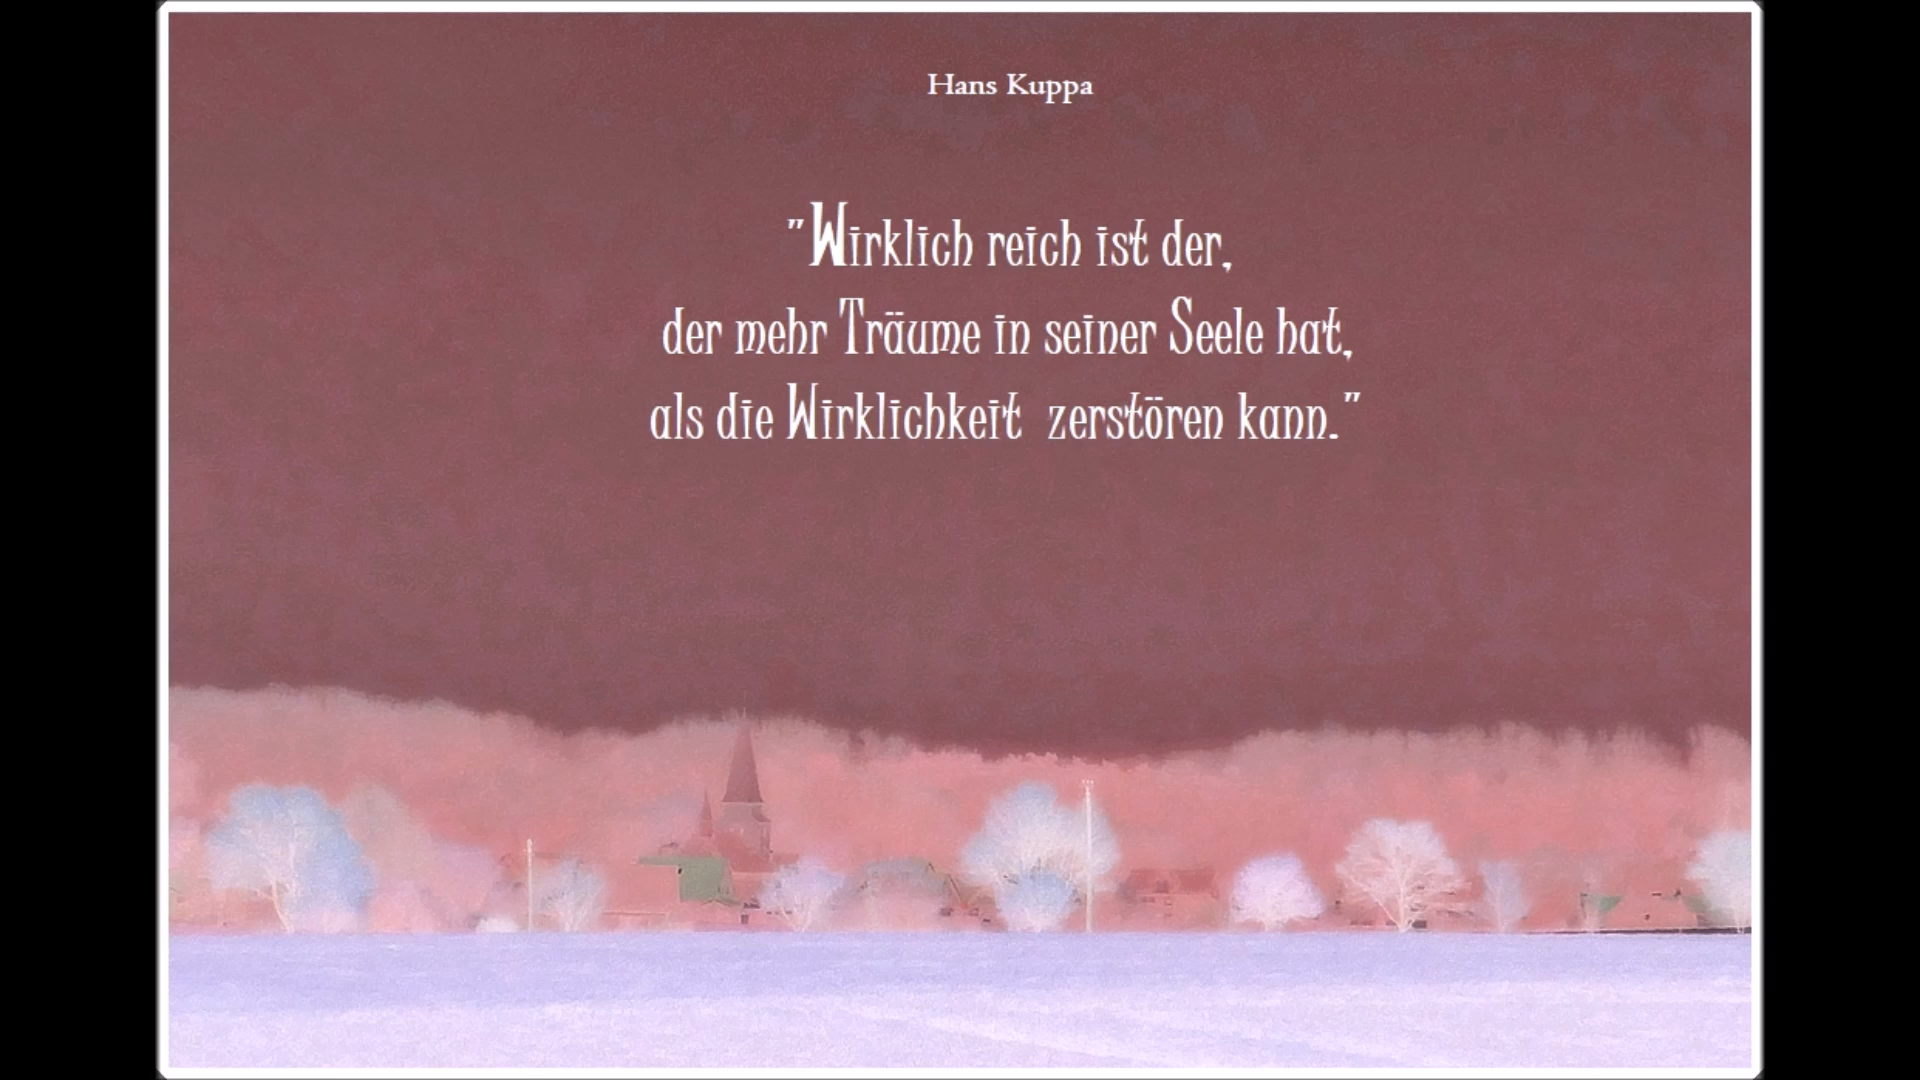 Hans Kuppa
"Wirklich reich ist der,
der mehr Träume in seiner Seele hat,
als die Wirklichkeit zerstören kann."